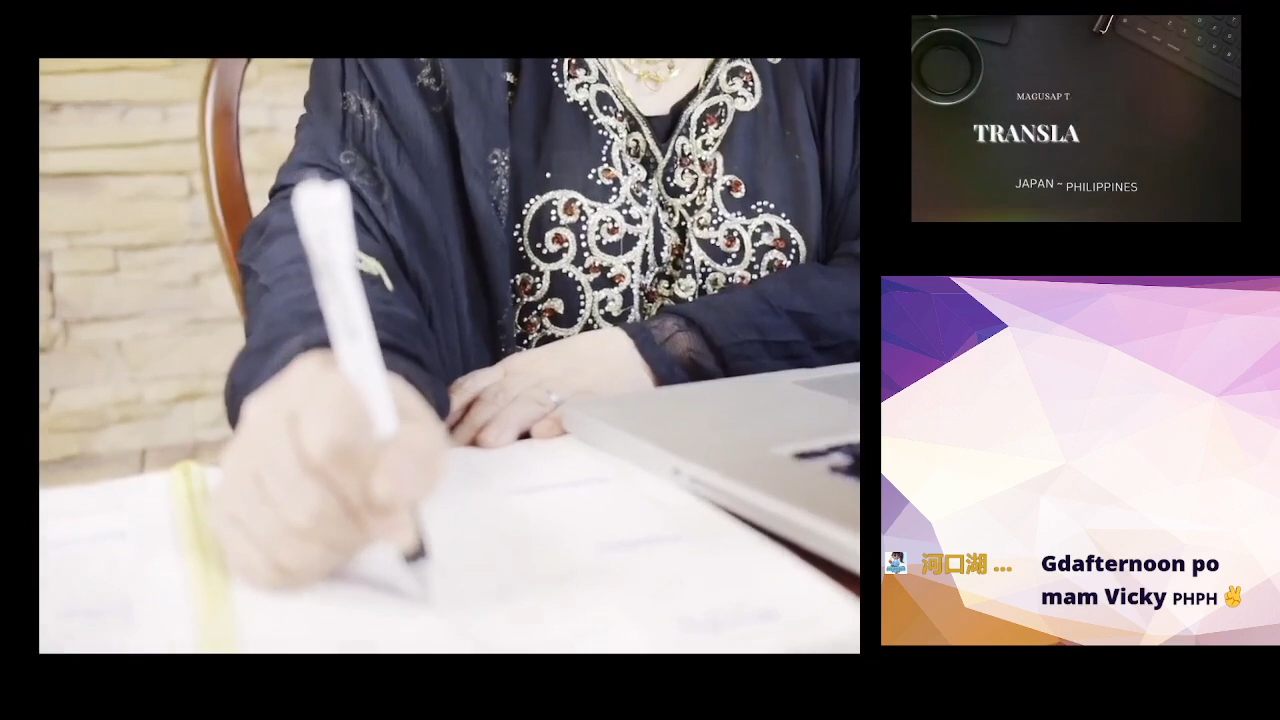 MAGUSAP T
TRANSLA
JAPAN ~ PHILIPPINES
河口湖 ... Gdafternoon po
mam Vicky PHPH ✌